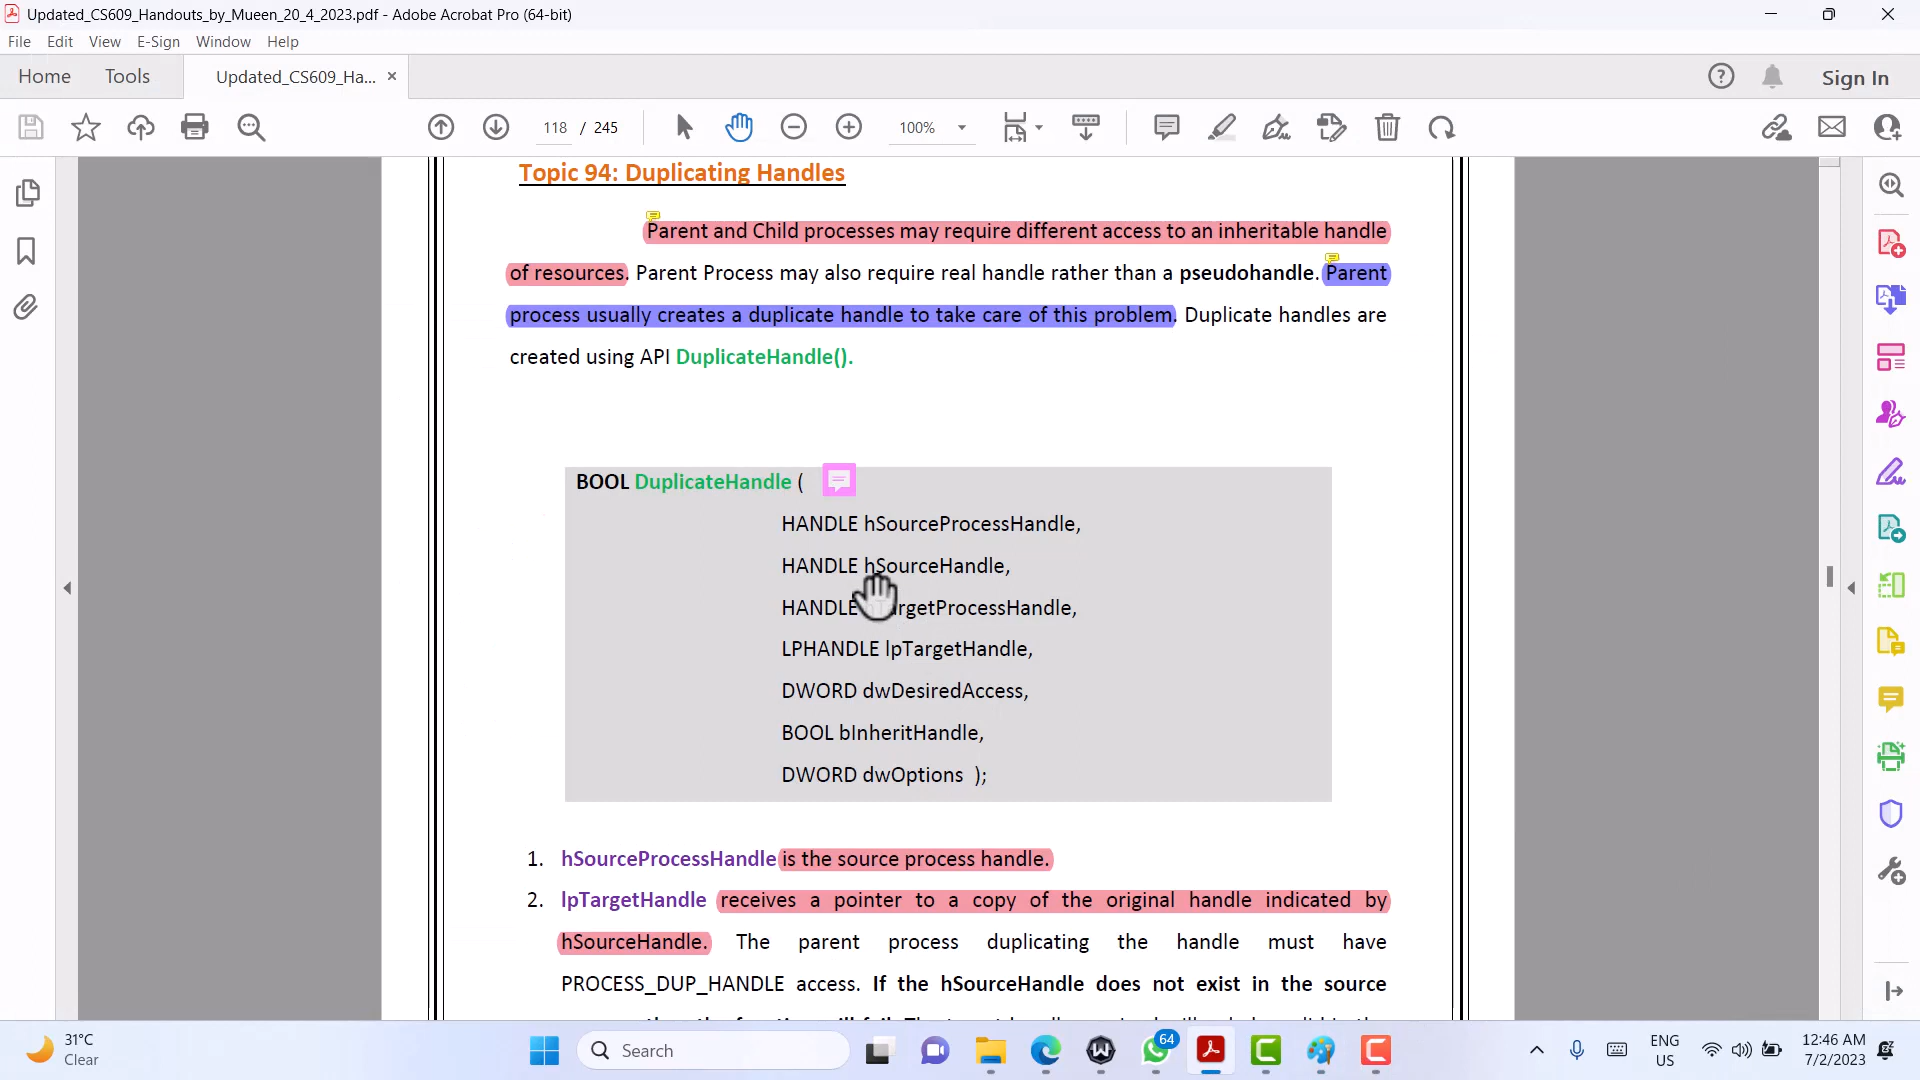 Updated_CS609_Handouts_by_Mueen_20_4_2023.pdf - Adobe Acrobat Pro (64-bit)
File Edit View E-Sign Window Help
Home Tools Updated_CS609_Ha... × Sign In
118 / 245 100%
Topic 94: Duplicating Handles
Parent and Child processes may require different access to an inheritable handle
of resources. Parent Process may also require real handle rather than a pseudohandle. Parent
process usually creates a duplicate handle to take care of this problem. Duplicate handles are
created using API DuplicateHandle().
BOOL DuplicateHandle (
HANDLE hSourceProcessHandle,
HANDLE hSourceHandle,
HANDLE hTargetProcessHandle,
LPHANDLE lpTargetHandle,
DWORD dwDesiredAccess,
BOOL bInheritHandle,
DWORD dwOptions );
1. hSourceProcessHandle is the source process handle.
2. lpTargetHandle receives a pointer to a copy of the original handle indicated by
hSourceHandle. The parent process duplicating the handle must have
PROCESS_DUP_HANDLE access. If the hSourceHandle does not exist in the source
31°C
Clear
Search
64
ENG
US
12:46 AM
7/2/2023